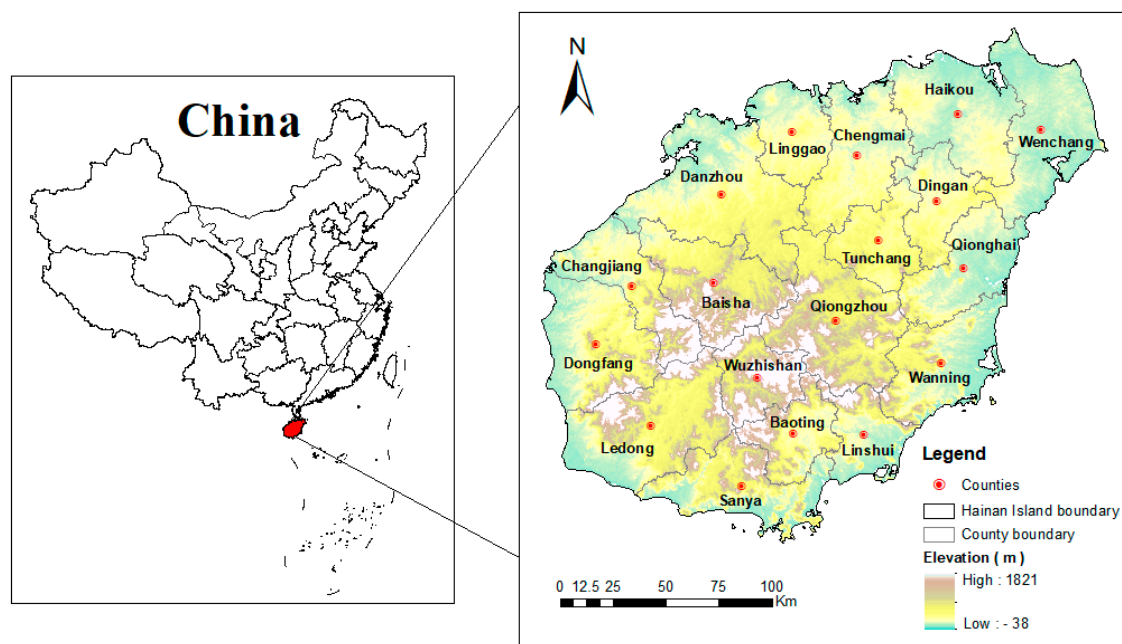 China
N
Haikou
Wenchang
Linggao
Chengmai
Danzhou
Dingan
Tunchang
Qionghai
Changjiang
Baisha
Qiongzhou
Dongfang
Wuzhishan
Wanning
Ledong
Baoting
Linshui
Sanya
Legend
Counties
Hainan Island boundary
County boundary
Elevation ( m )
High : 1821
Low : - 38
0 12.5 25 50 75 100
Km